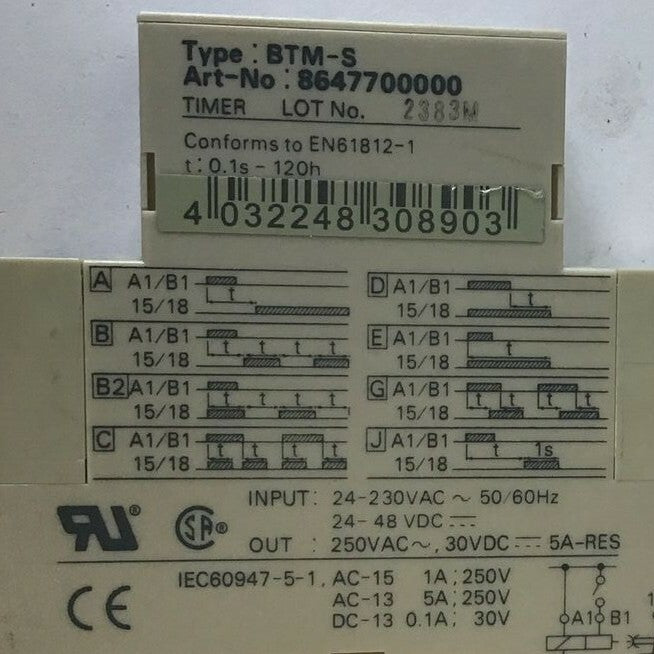 Type : BTM-S
Art-No : 8647700000
TIMER LOT No. 2383M
Conforms to EN61812-1
t : 0.1s - 120h
4 032248 308903
A A1/B1 t 15/18
D A1/B1 t 15/18
B A1/B1 t t t t 15/18
E A1/B1 t 15/18
B2 A1/B1 t t t t 15/18
G A1/B1 t t t t 15/18
C A1/B1 t t t t 15/18
J A1/B1 t 1s 15/18
INPUT: 24-230VAC ~ 50/60Hz
24-48 VDC ⎓
OUT : 250VAC~, 30VDC ⎓ 5A-RES
RU ® SA ®
IEC60947-5-1, AC-15 1A ; 250V
AC-13 5A ; 250V
DC-13 0.1A ; 30V
CE
A1 B1